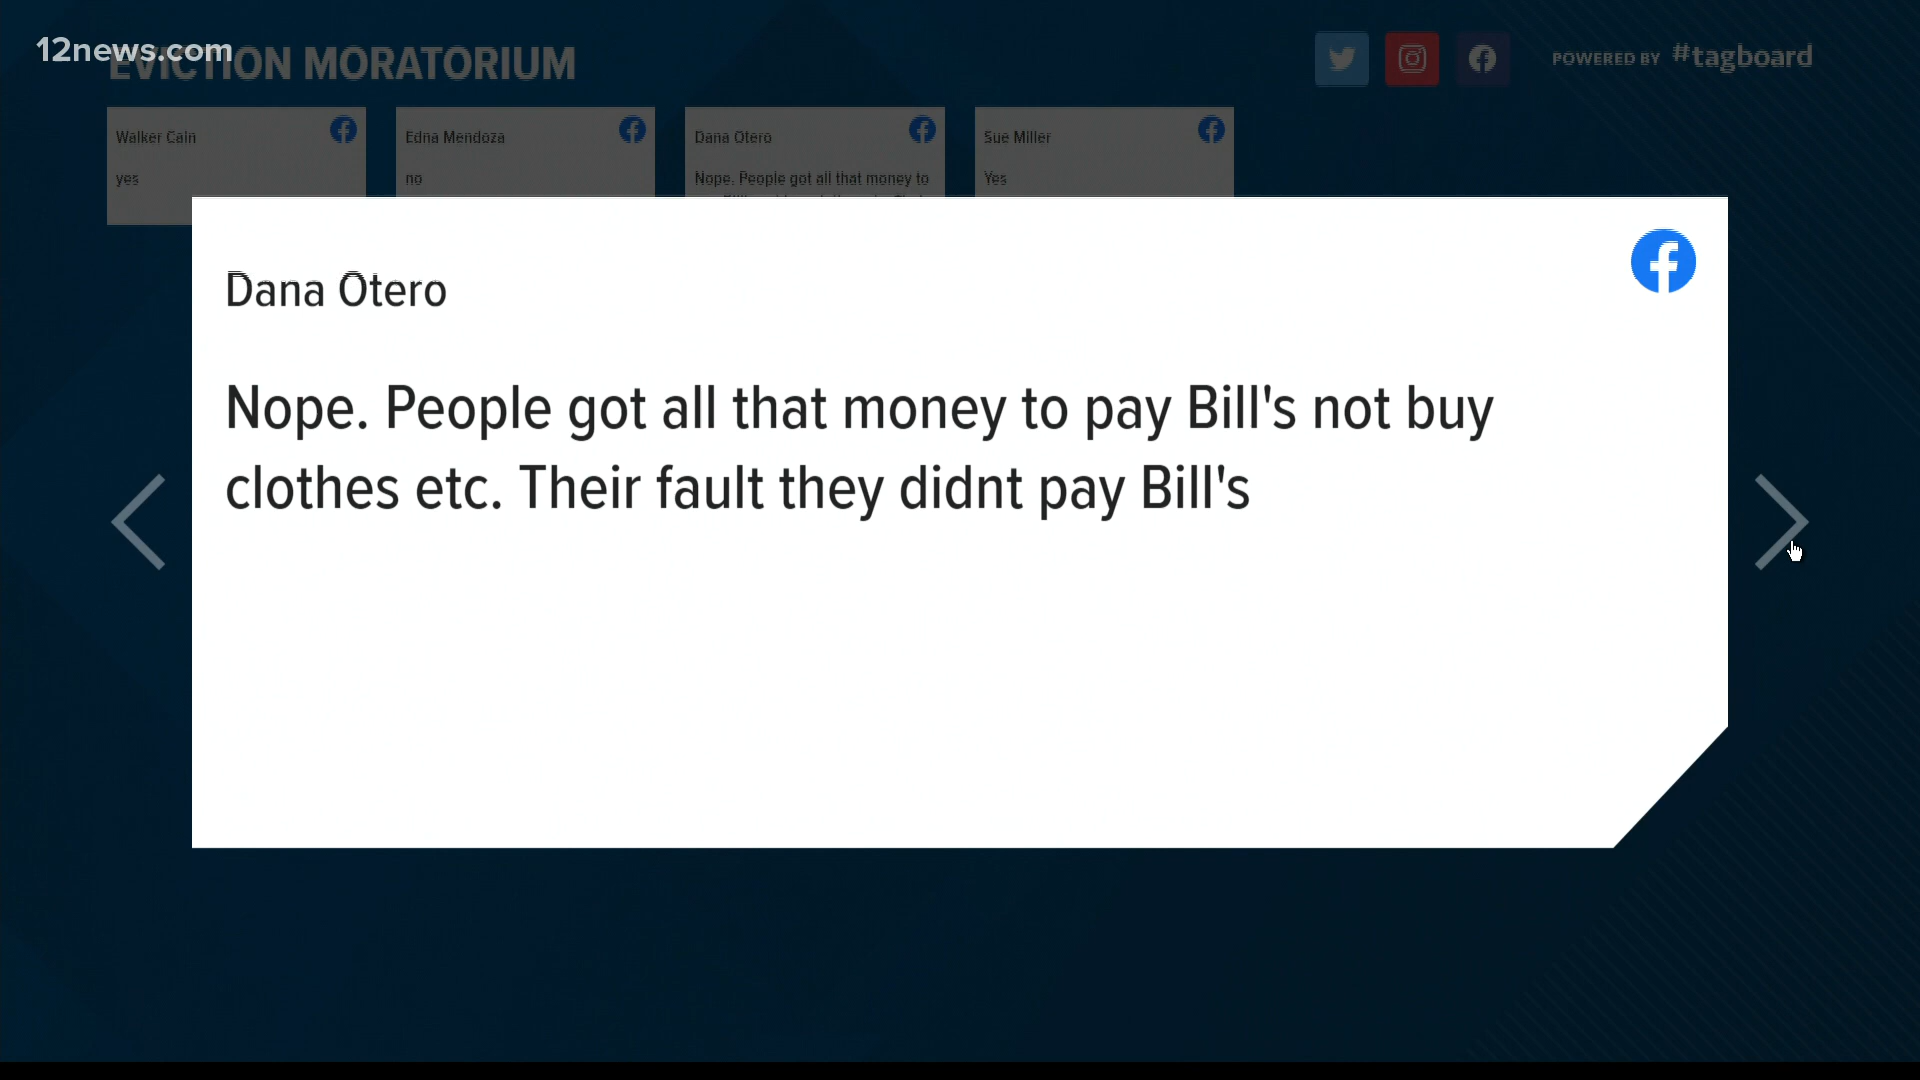 12news.com
EVICTION MORATORIUM
POWERED BY #tagboard
Walker Cain
yes
Edna Mendoza
no
Dana Otero
Nope. People got all that money to
Sue Miller
Yes
Dana Otero
Nope. People got all that money to pay Bill's not buy
clothes etc. Their fault they didnt pay Bill's